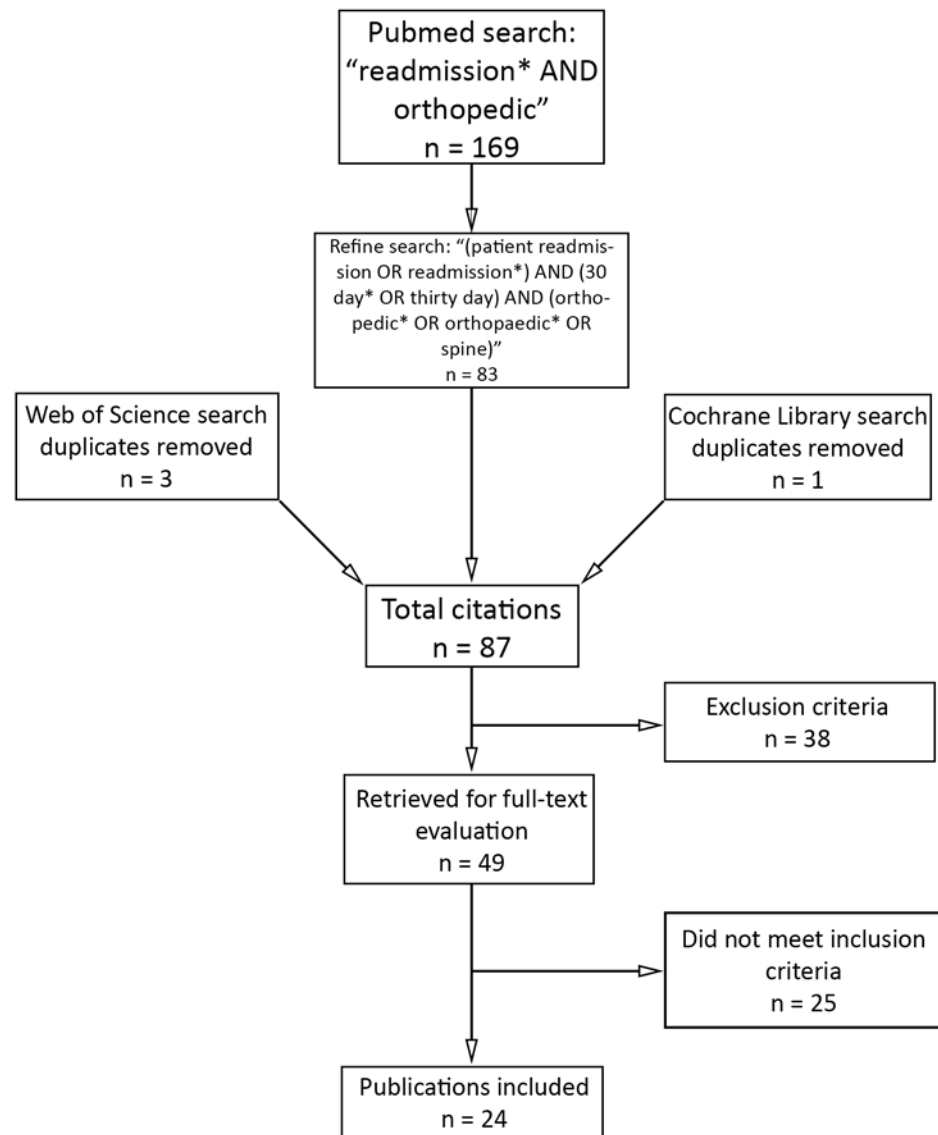 Pubmed search:
“readmission* AND
orthopedic”
n = 169
Refine search: “(patient readmis-
sion OR readmission*) AND (30
day* OR thirty day) AND (ortho-
pedic* OR orthopaedic* OR
spine)”
n = 83
Web of Science search
duplicates removed
n = 3
Cochrane Library search
duplicates removed
n = 1
Total citations
n = 87
Exclusion criteria
n = 38
Retrieved for full-text
evaluation
n = 49
Did not meet inclusion
criteria
n = 25
Publications included
n = 24